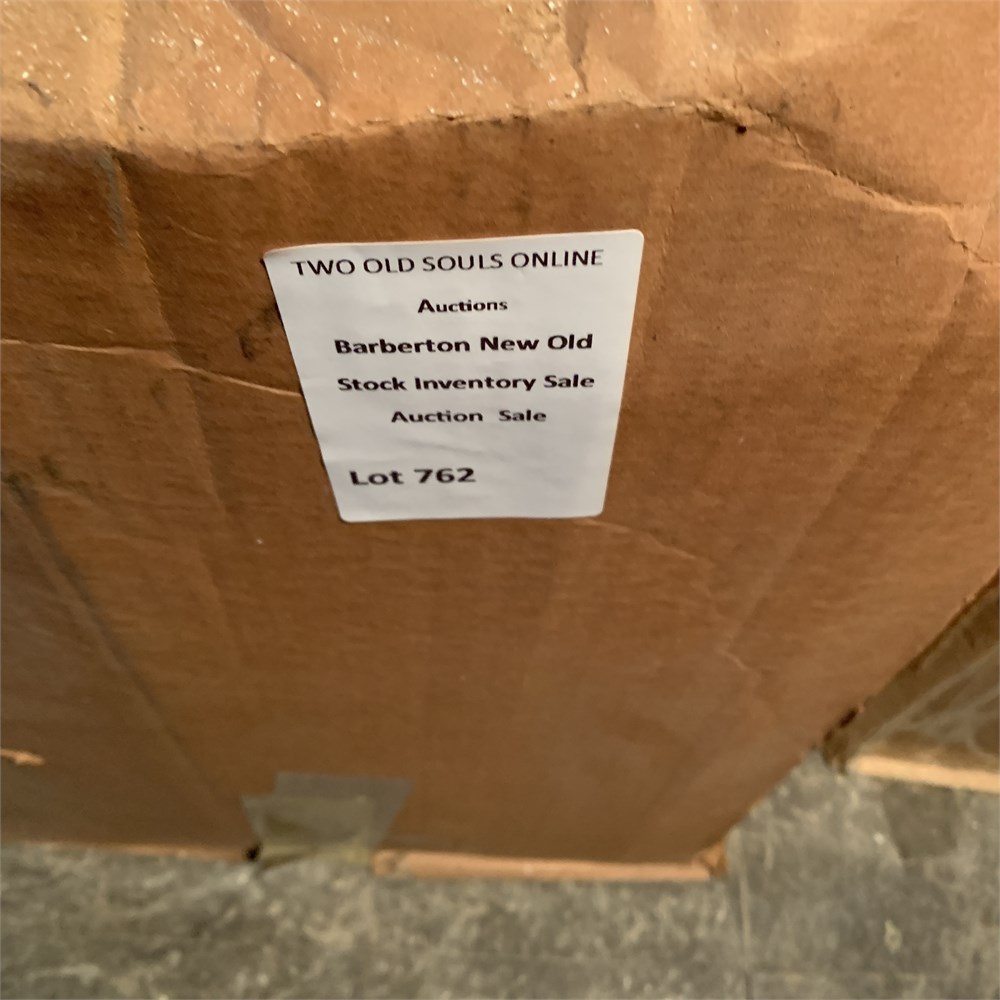 TWO OLD SOULS ONLINE
Auctions
Barberton New Old
Stock Inventory Sale
Auction Sale
Lot 762